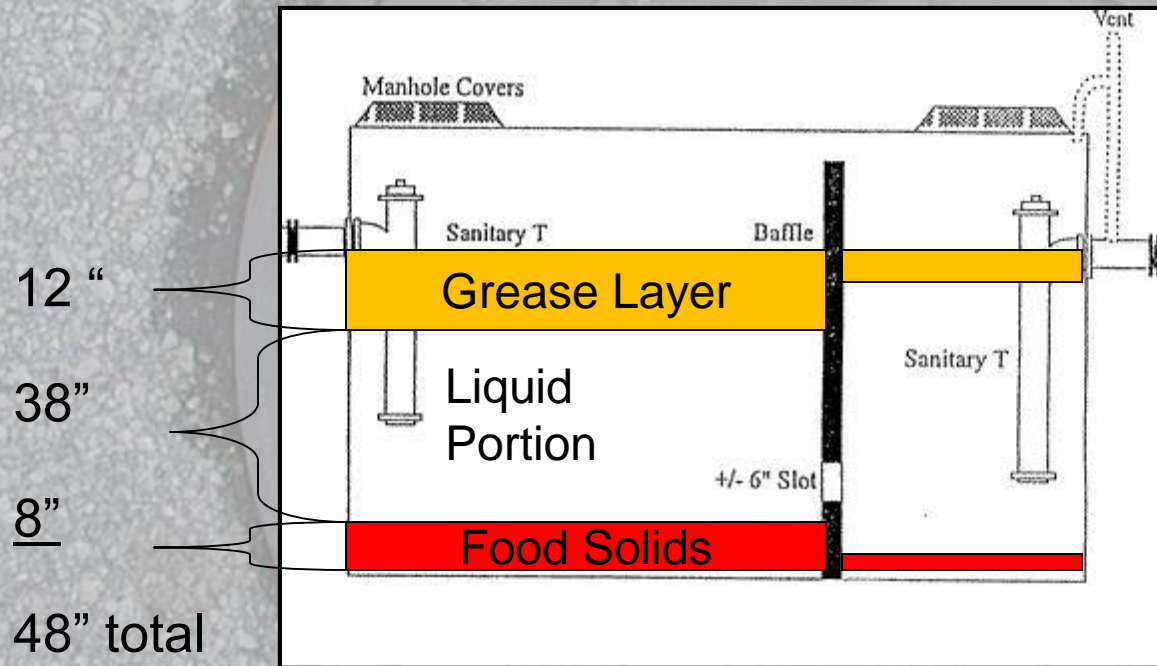 Vent
Manhole Covers
Sanitary T
Baffle
12 “
Grease Layer
Sanitary T
38”
Liquid
Portion
+/- 6" Slot
8”
Food Solids
48” total